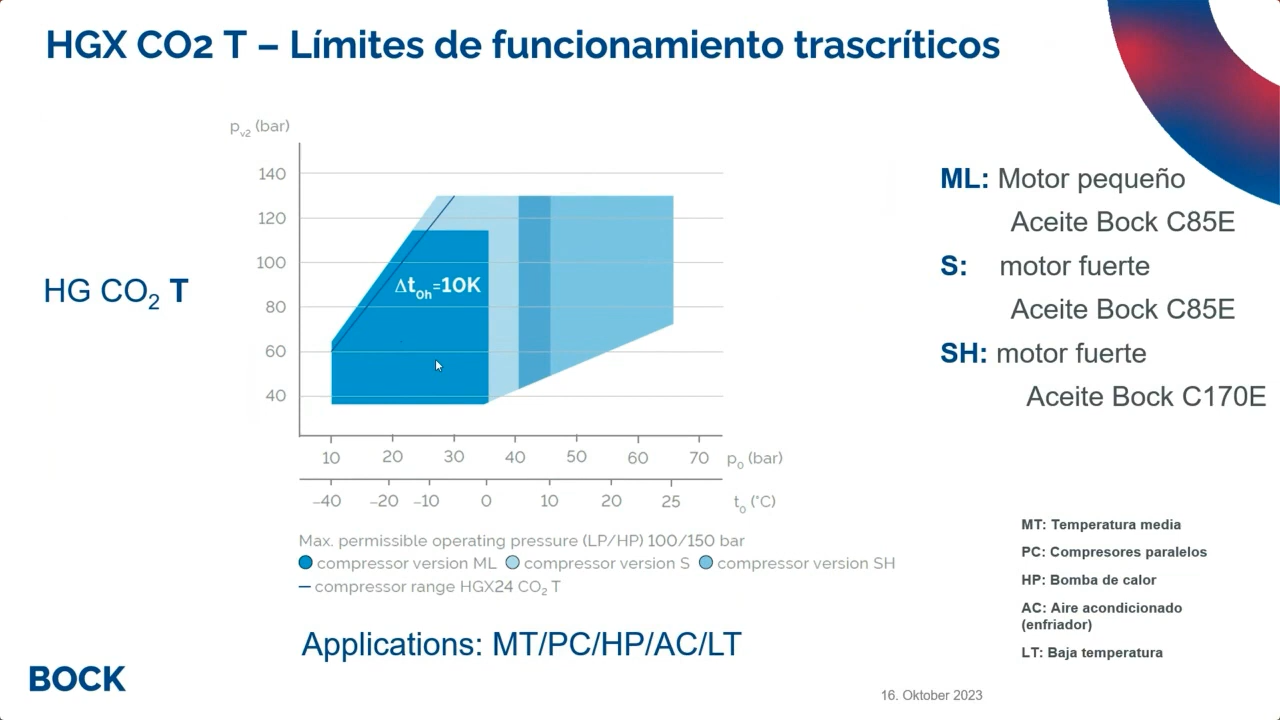 HGX CO2 T – Límites de funcionamiento trascríticos
HG CO₂ T
pv2 (bar)
140
120
100
80
60
40
Δt0h=10K
10 20 30 40 50 60 70 p₀ (bar)
–40 –20 –10 0 10 20 25 t₀ (°C)
Max. permissible operating pressure (LP/HP) 100/150 bar
compressor version ML compressor version S compressor version SH
compressor range HGX24 CO₂ T
Applications: MT/PC/HP/AC/LT
ML: Motor pequeño
Aceite Bock C85E
S: motor fuerte
Aceite Bock C85E
SH: motor fuerte
Aceite Bock C170E
MT: Temperatura media
PC: Compresores paralelos
HP: Bomba de calor
AC: Aire acondicionado
(enfriador)
LT: Baja temperatura
BOCK
16. Oktober 2023